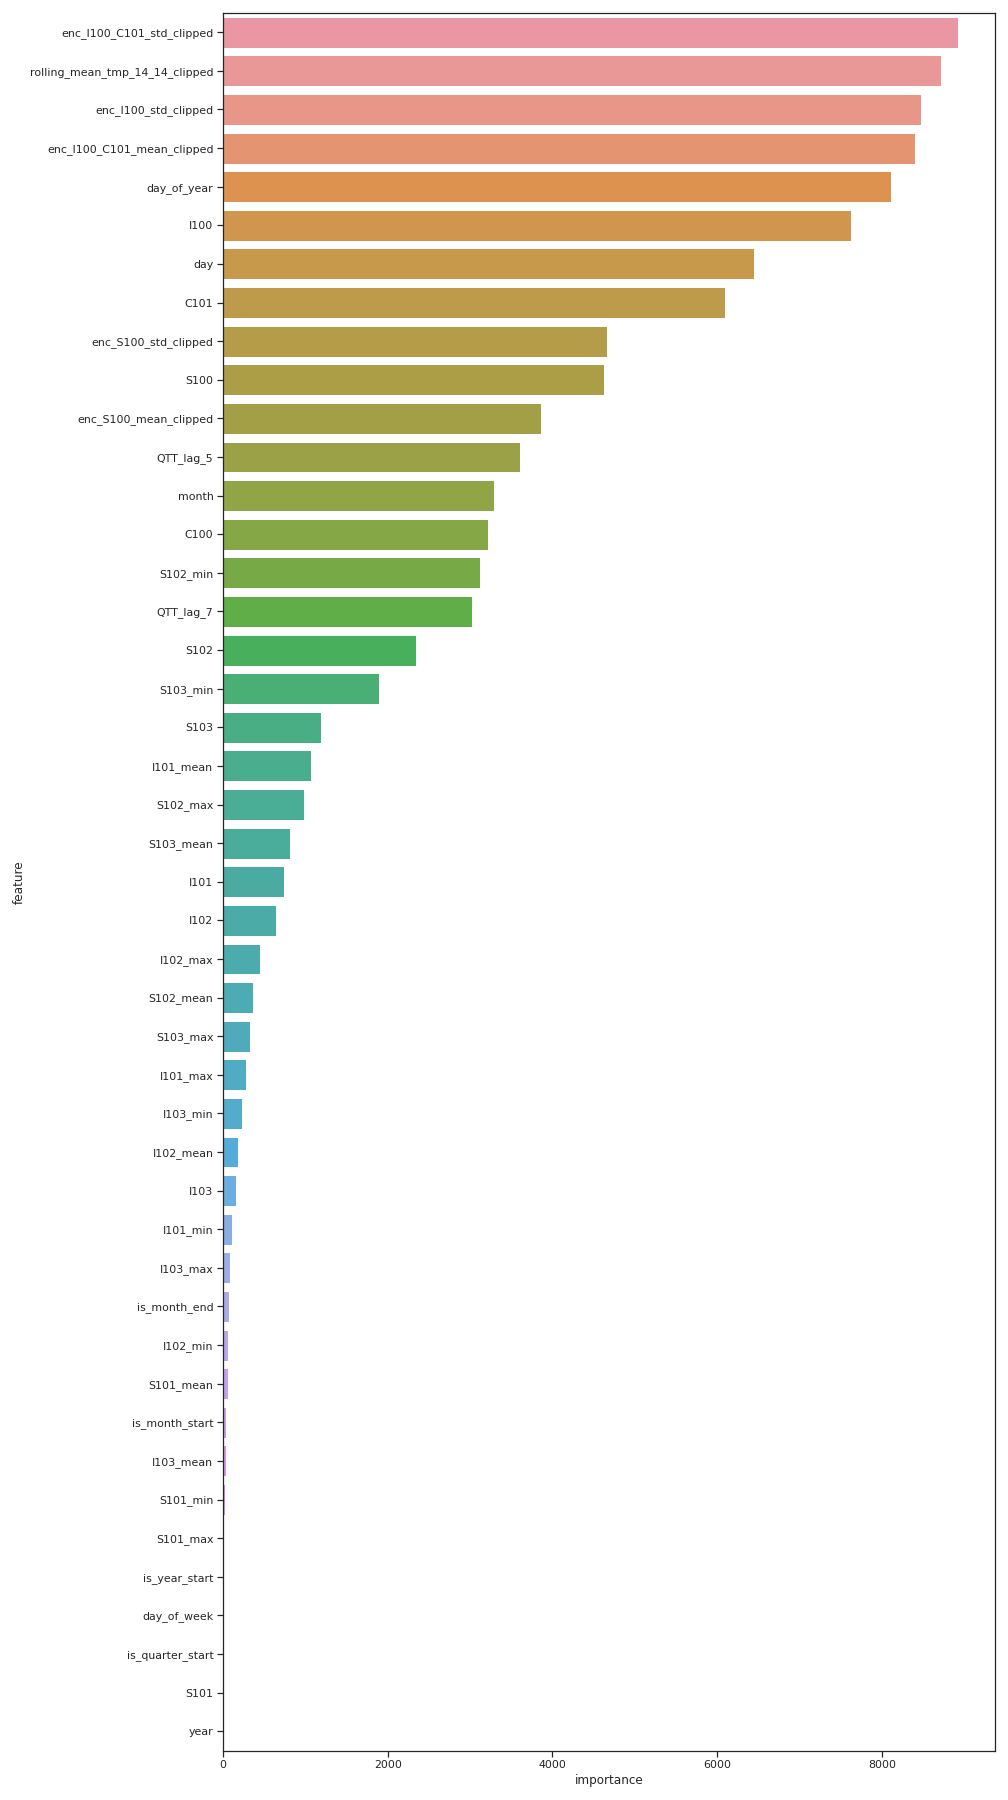 enc_I100_C101_std_clipped
rolling_mean_tmp_14_14_clipped
enc_I100_std_clipped
enc_I100_C101_mean_clipped
day_of_year
I100
day
C101
enc_S100_std_clipped
S100
enc_S100_mean_clipped
QTT_lag_5
month
C100
S102_min
QTT_lag_7
S102
S103_min
S103
I101_mean
S102_max
S103_mean
I101
I102
I102_max
S102_mean
S103_max
I101_max
I103_min
I102_mean
I103
I101_min
I103_max
is_month_end
I102_min
S101_mean
is_month_start
I103_mean
S101_min
S101_max
is_year_start
day_of_week
is_quarter_start
S101
year
feature
0 2000 4000 6000 8000
importance